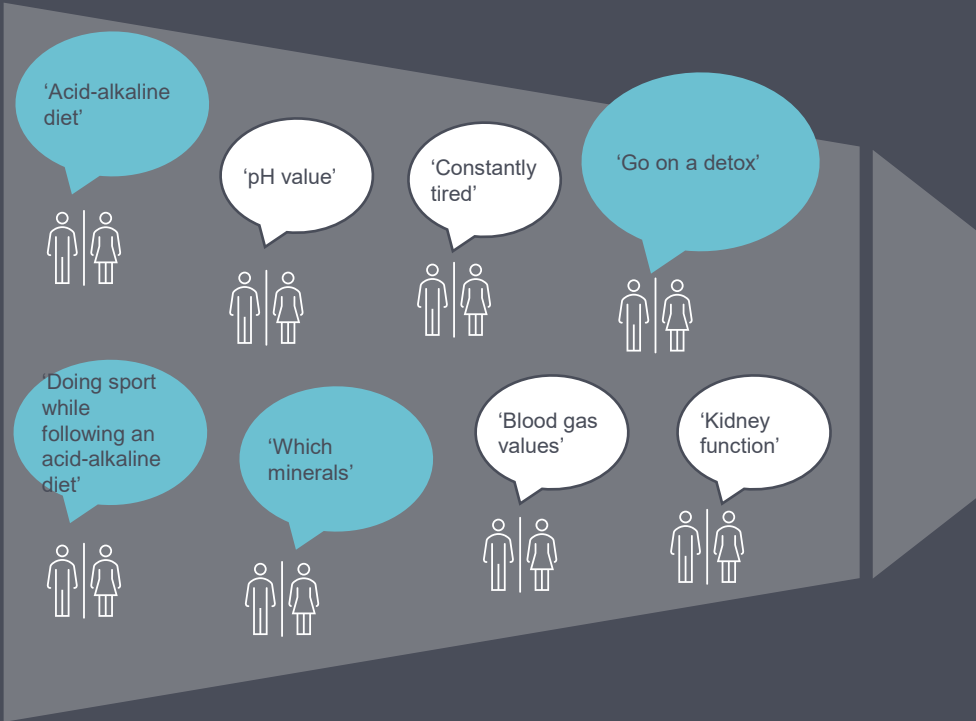 ‘Acid-alkaline
diet’
‘pH value’
‘Constantly
tired’
‘Go on a detox’
‘Doing sport
while
following an
acid-alkaline
diet’
‘Which
minerals’
‘Blood gas
values’
‘Kidney
function’